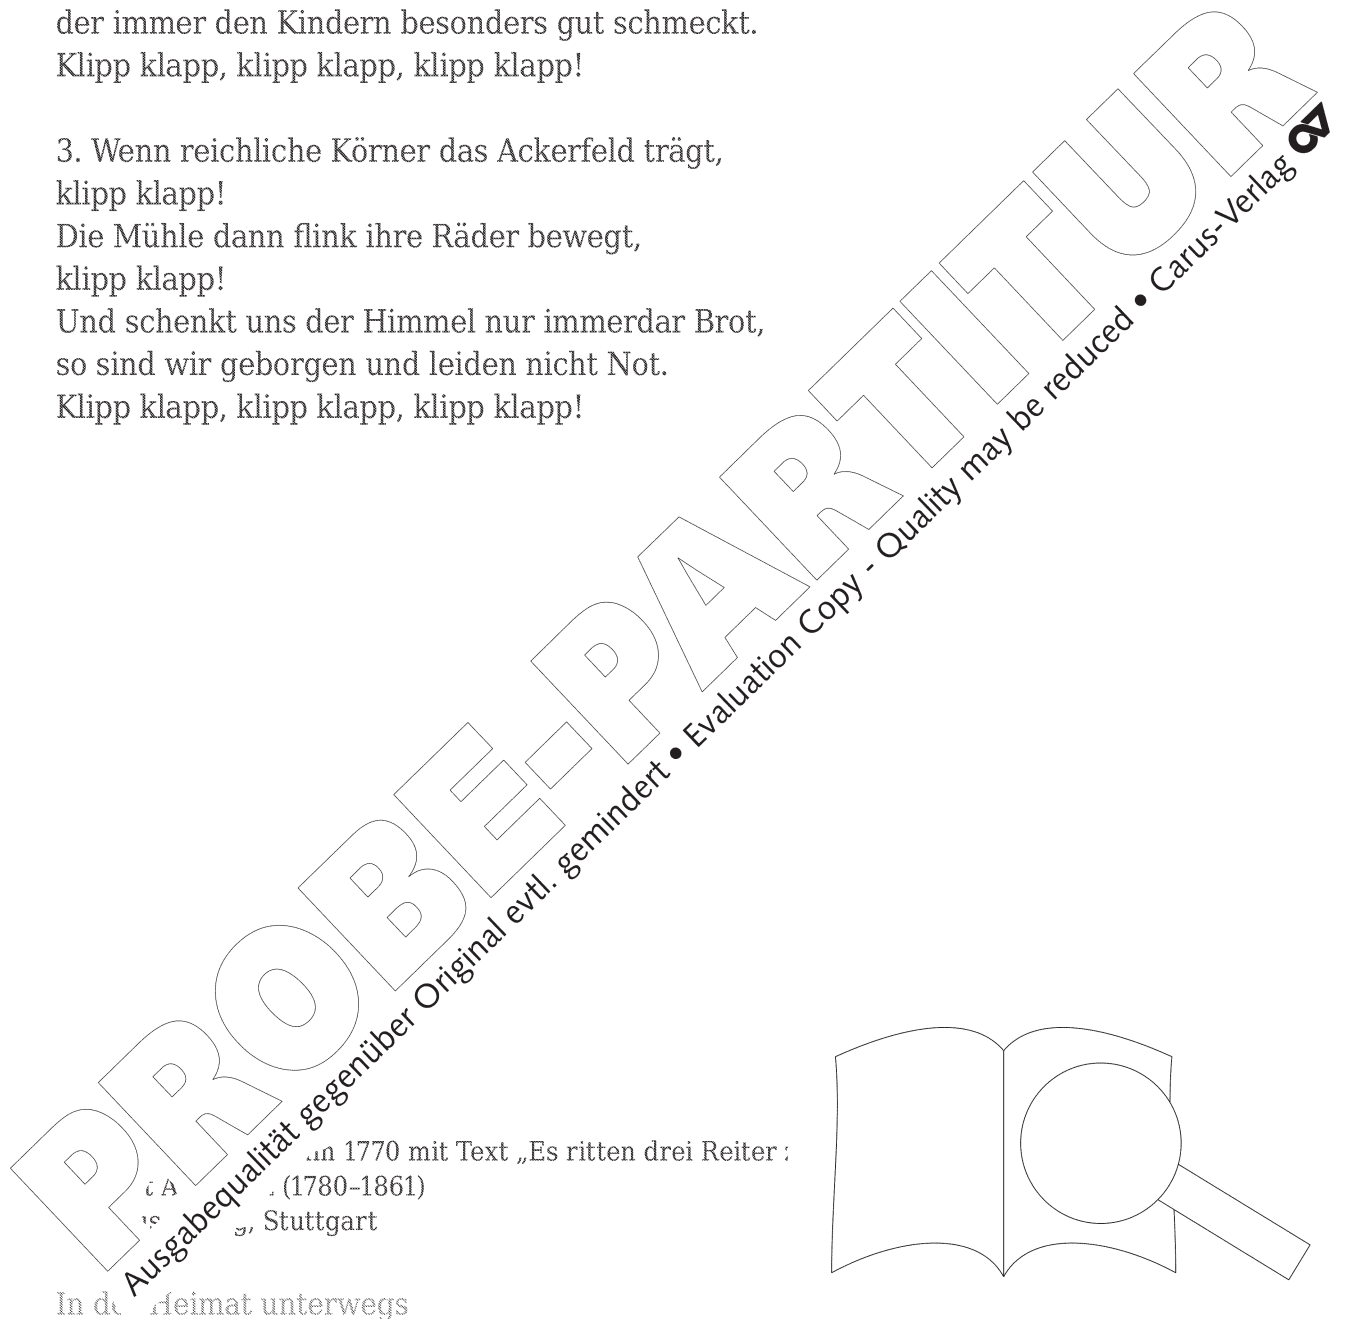 der immer den Kindern besonders gut schmeckt.
Klipp klapp, klipp klapp, klipp klapp!
3. Wenn reichliche Körner das Ackerfeld trägt,
klipp klapp!
Die Mühle dann flink ihre Räder bewegt,
klipp klapp!
Und schenkt uns der Himmel nur immerdar Brot,
so sind wir geborgen und leiden nicht Not.
Klipp klapp, klipp klapp, klipp klapp!
PROBE-PARTITUR
Ausgabequalität gegenüber Original evtl. gemindert • Evaluation Copy - Quality may be reduced • Carus-Verlag
1770 mit Text „Es ritten drei Reiter
(1780–1861)
, Stuttgart
In der Heimat unterwegs